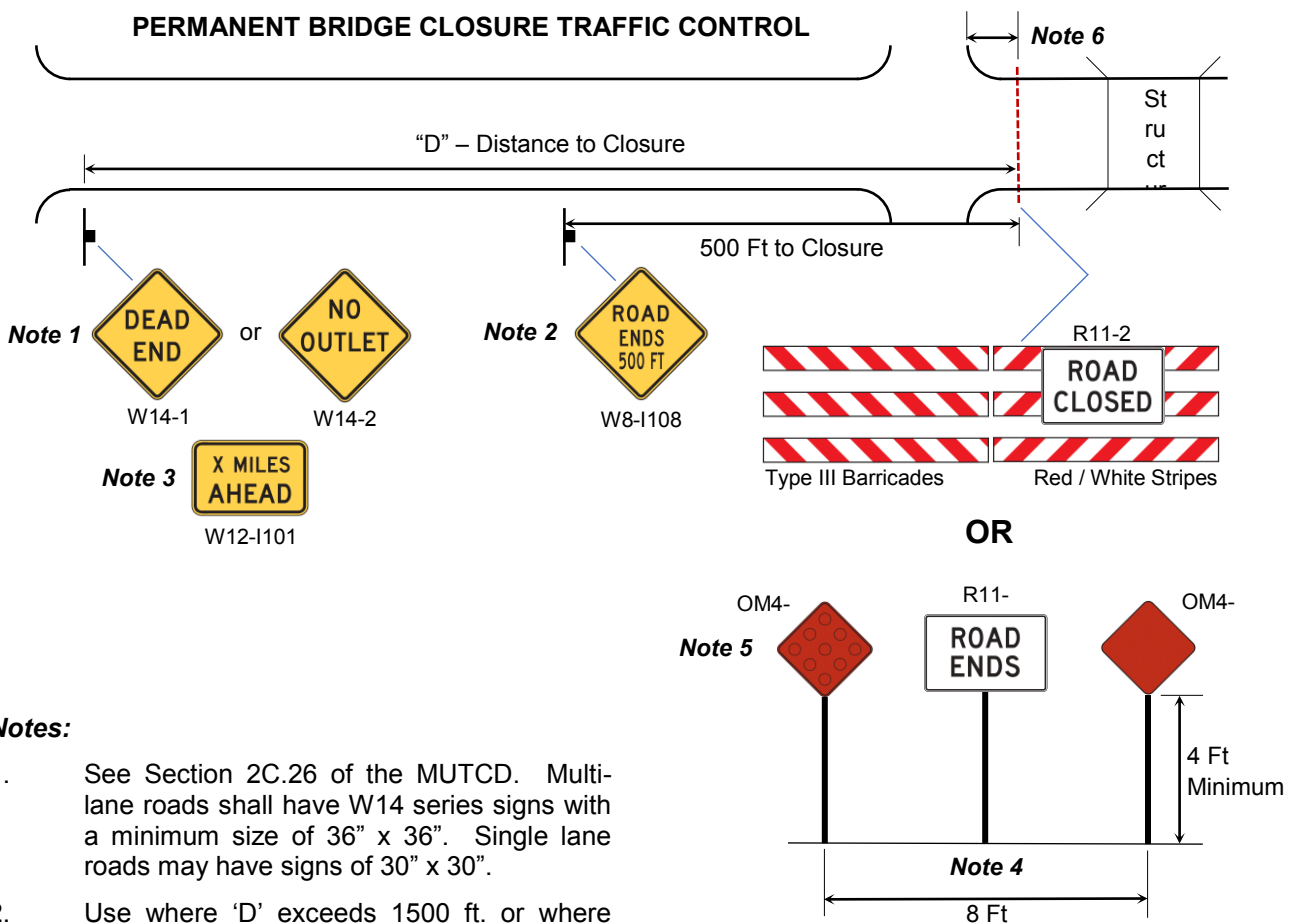 PERMANENT BRIDGE CLOSURE TRAFFIC CONTROL
Note 6
St
ru
ct
"D" – Distance to Closure
500 Ft to Closure
Note 1
DEAD
END
or
NO
OUTLET
W14-1
W14-2
Note 2
ROAD
ENDS
500 FT
W8-I108
R11-2
ROAD
CLOSED
Type III Barricades
Red / White Stripes
Note 3
X MILES
AHEAD
W12-I101
OR
OM4-
R11-
OM4-
Note 5
ROAD
ENDS
4 Ft
Minimum
Note 4
8 Ft
Notes:
. See Section 2C.26 of the MUTCD. Multi-
lane roads shall have W14 series signs with
a minimum size of 36” x 36”. Single lane
roads may have signs of 30” x 30”.
2. Use where ‘D’ exceeds 1500 ft. or where